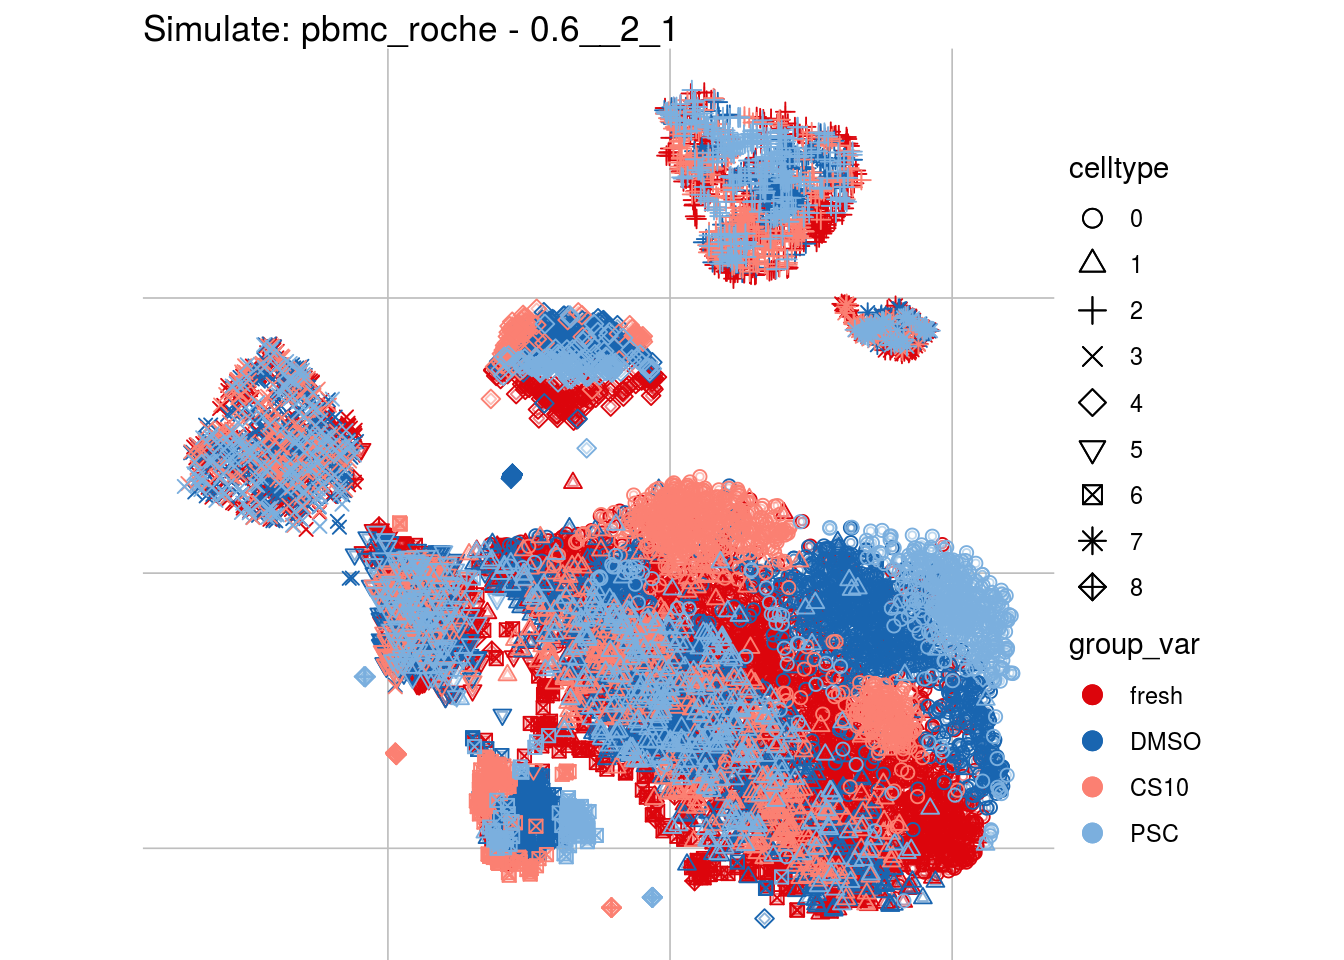 Simulate: pbmc_roche - 0.6__2_1
celltype
0
1
2
3
4
5
6
7
8
group_var
fresh
DMSO
CS10
PSC